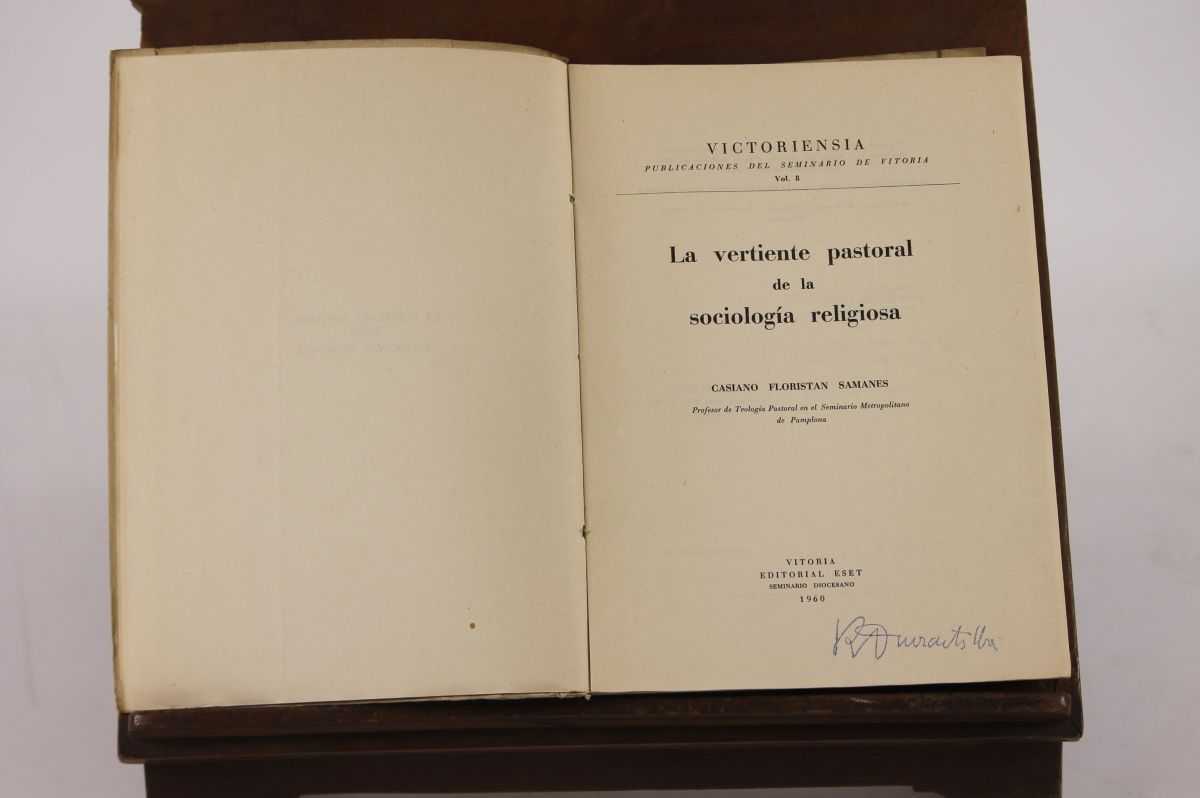 VICTORIENSIA
PUBLICACIONES DEL SEMINARIO DE VITORIA
Vol. 8
La vertiente pastoral
de la
sociología religiosa
CASIANO FLORISTAN SAMANES
Profesor de Teología Pastoral en el Seminario Metropolitano
de Pamplona
VITORIA
EDITORIAL ESET
SEMINARIO DIOCESANO
1960